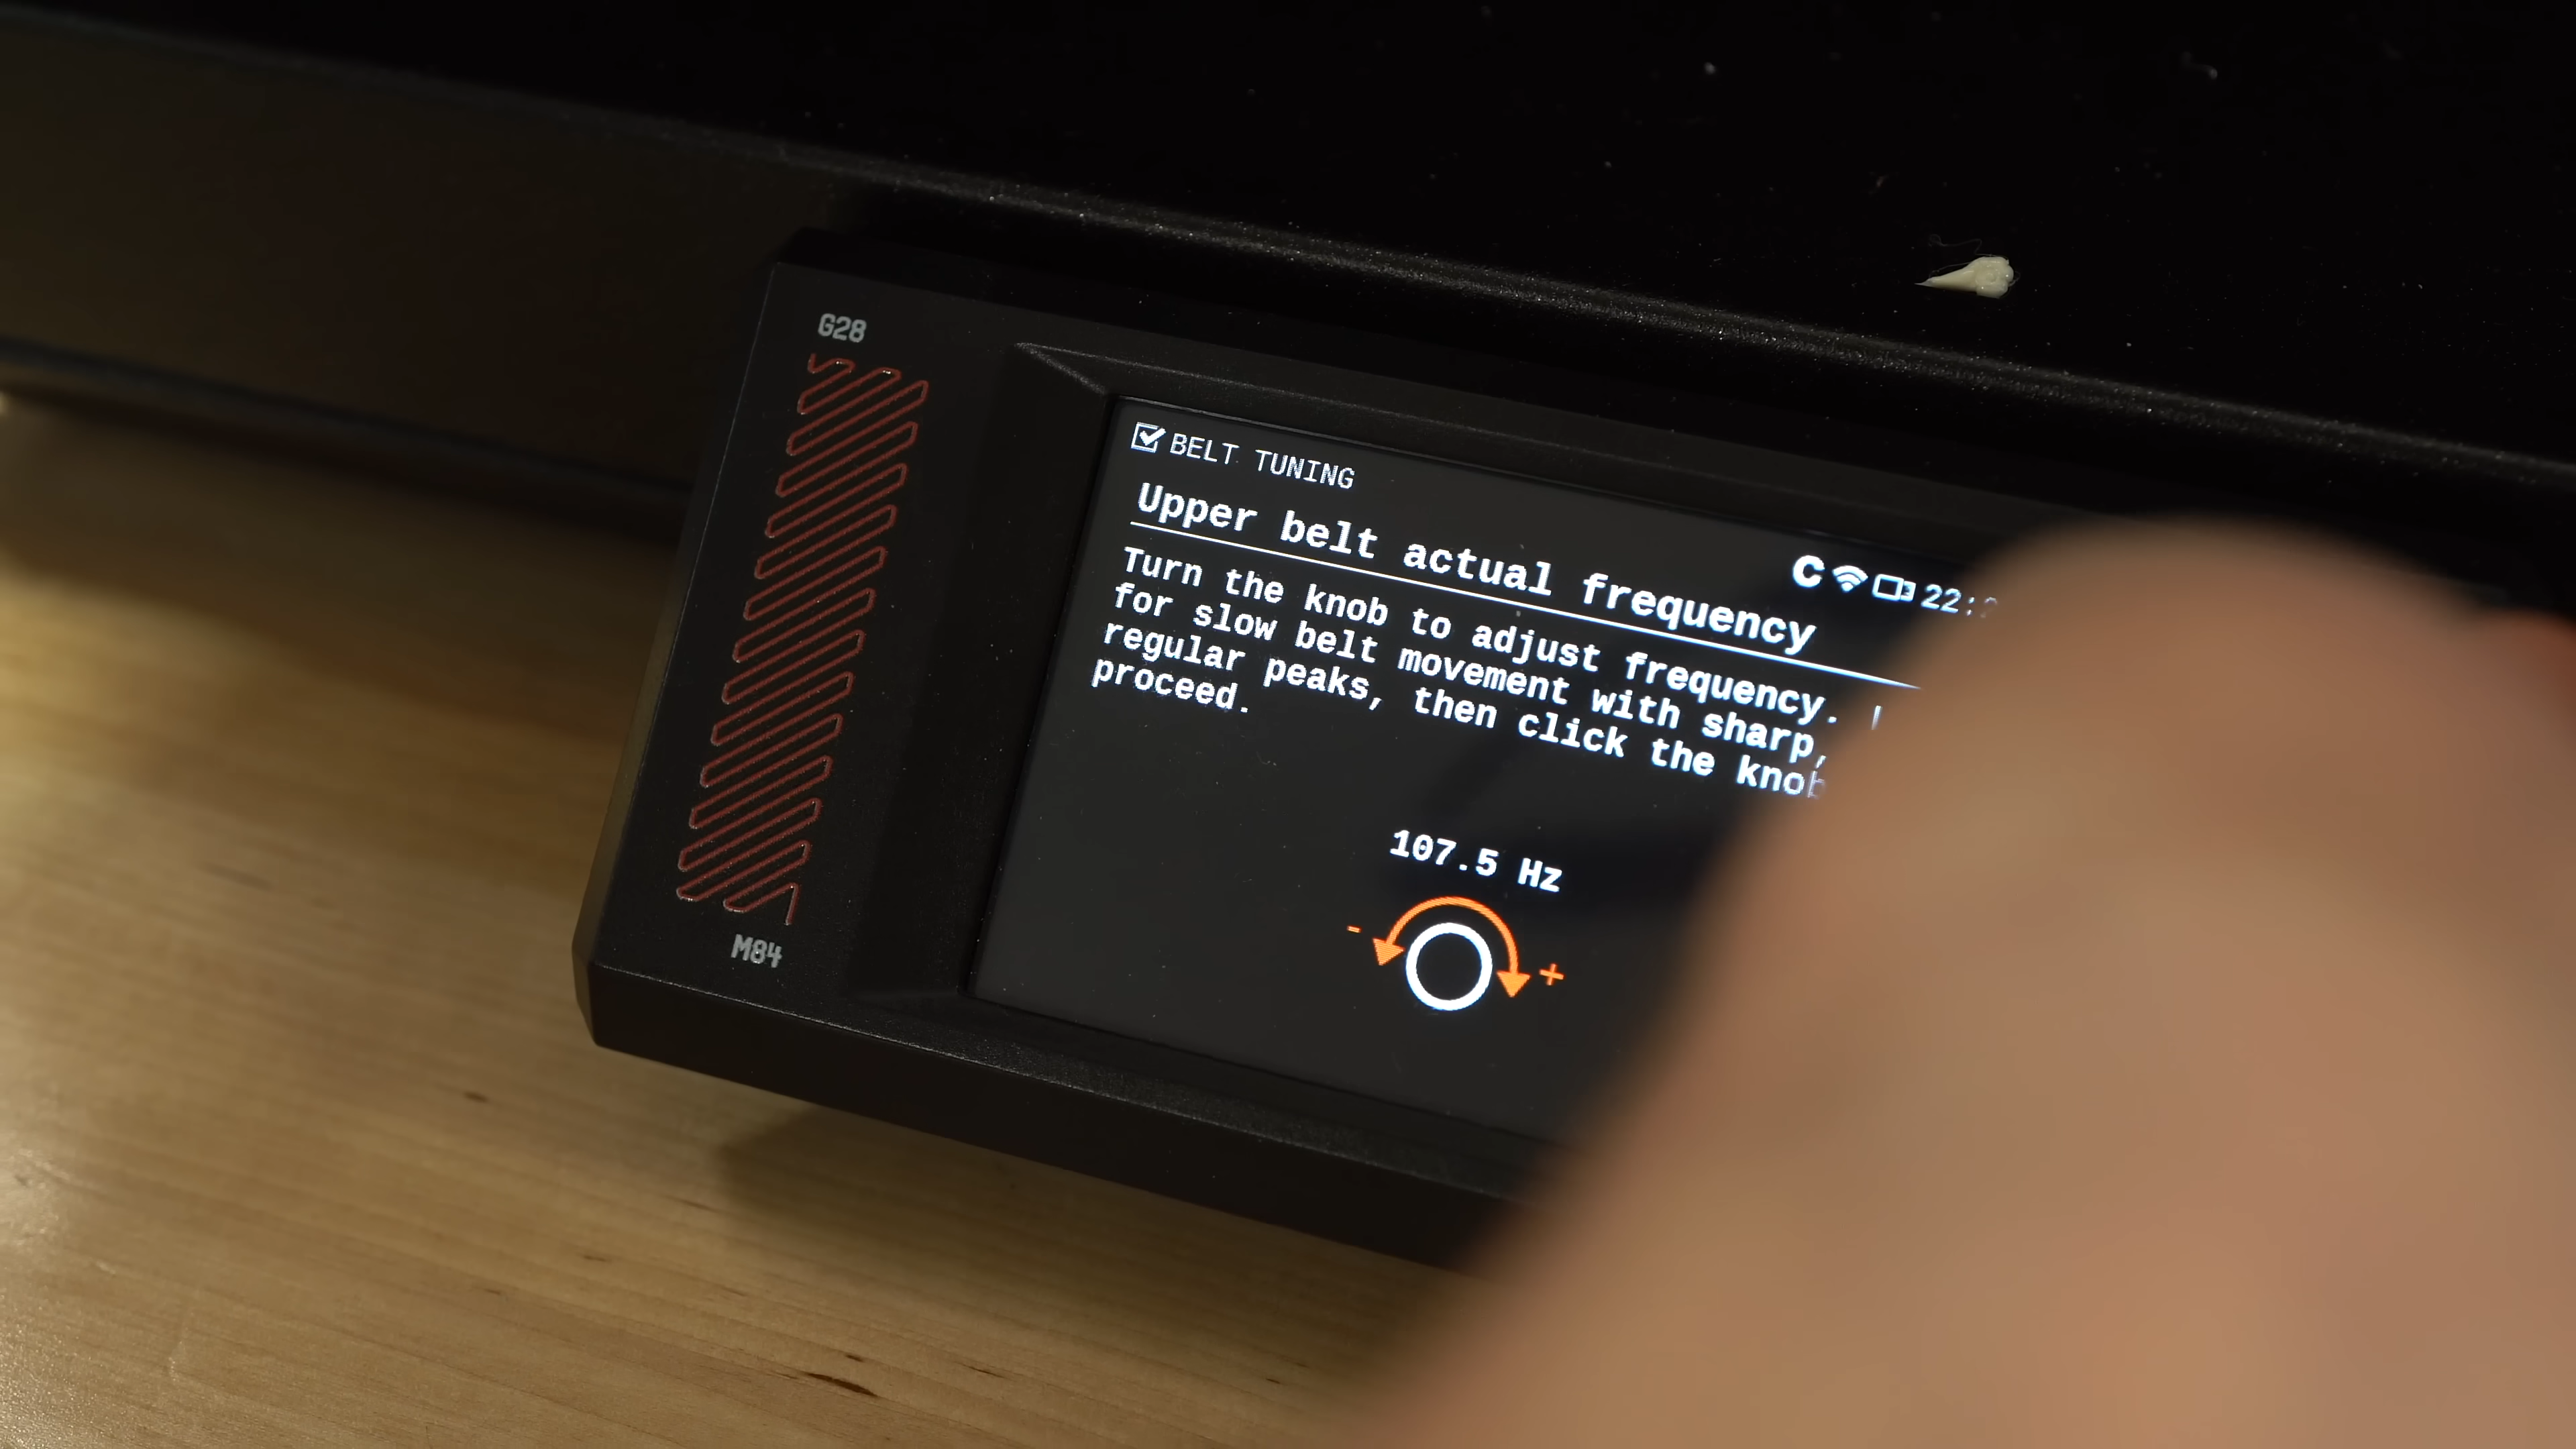 G28
M84
BELT TUNING
C 22:
Upper belt actual frequency
Turn the knob to adjust frequency.
for slow belt movement with sharp,
regular peaks, then click the knob
proceed.
107.5 Hz
- +